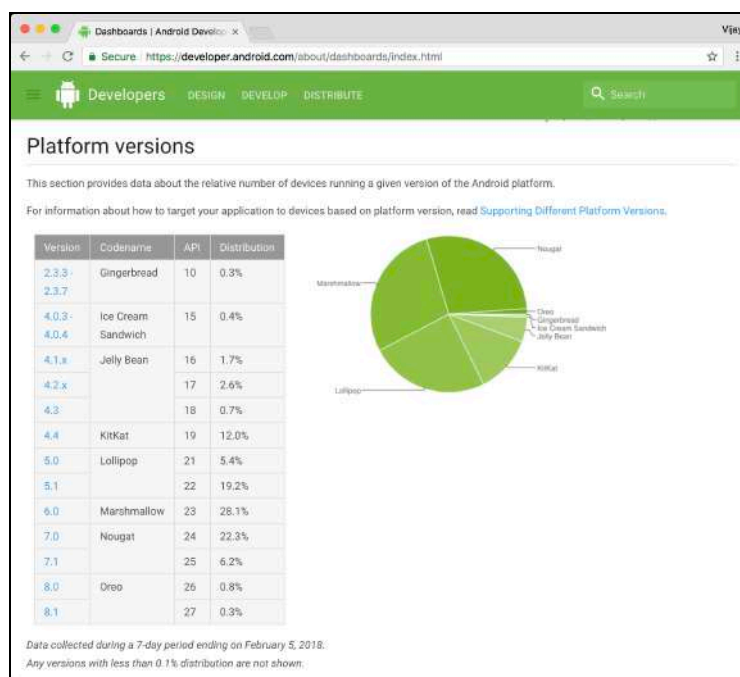 Dashboards | Android Develop ×
Vijay
Secure https://developer.android.com/about/dashboards/index.html
Developers DESIGN DEVELOP DISTRIBUTE Search
Platform versions
This section provides data about the relative number of devices running a given version of the Android platform.
For information about how to target your application to devices based on platform version, read Supporting Different Platform Versions.
Version Codename API Distribution
2.3.3 - Gingerbread 10 0.3%
2.3.7
4.0.3 - Ice Cream 15 0.4%
4.0.4 Sandwich
4.1.x Jelly Bean 16 1.7%
4.2.x 17 2.6%
4.3 18 0.7%
4.4 KitKat 19 12.0%
5.0 Lollipop 21 5.4%
5.1 22 19.2%
6.0 Marshmallow 23 28.1%
7.0 Nougat 24 22.3%
7.1 25 6.2%
8.0 Oreo 26 0.8%
8.1 27 0.3%
Nougat
Marshmallow
Oreo
Gingerbread
Ice Cream Sandwich
Jelly Bean
KitKat
Lollipop
Data collected during a 7-day period ending on February 5, 2018.
Any versions with less than 0.1% distribution are not shown.